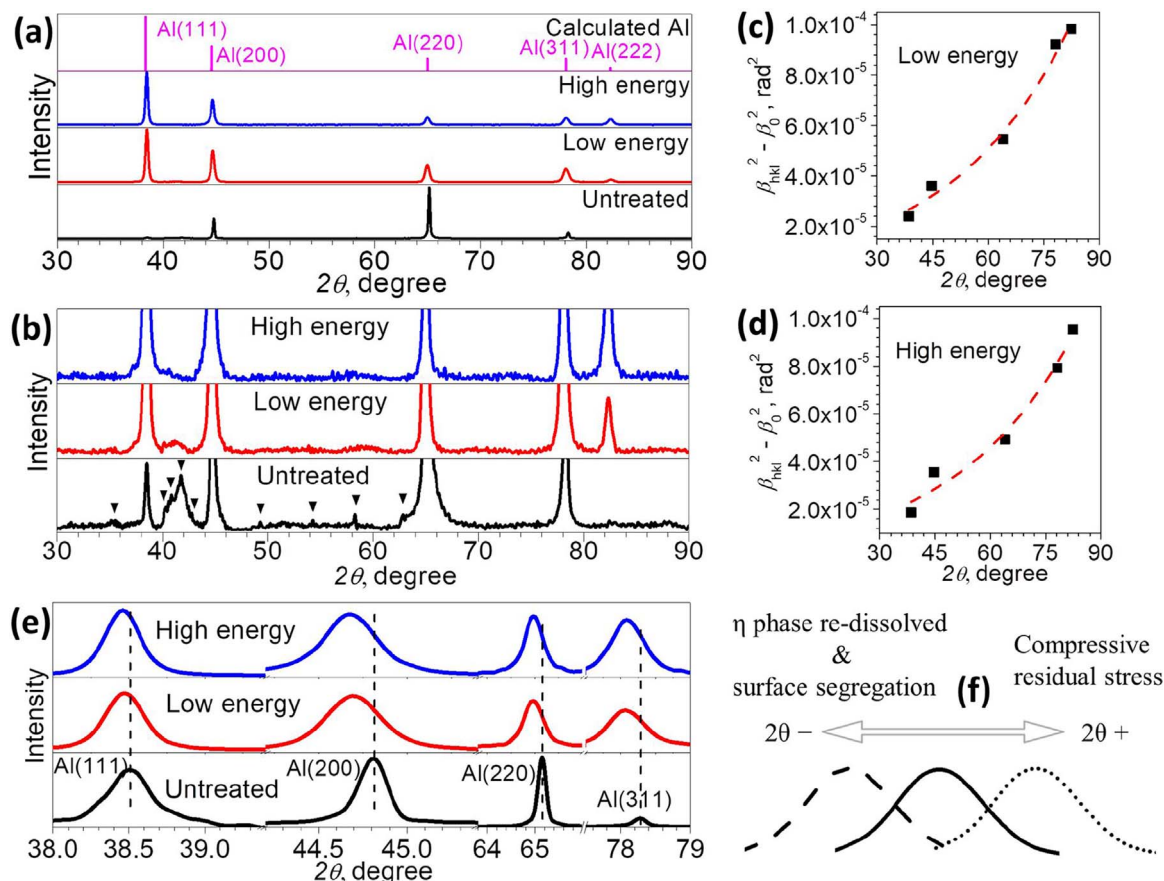 (a)
Calculated Al
Al(111)
Al(200)
Al(220)
Al(311)
Al(222)
High energy
Low energy
Untreated
Intensity
30 40 50 60 70 80 90
2θ, degree
(b)
High energy
Low energy
Untreated
Intensity
30 40 50 60 70 80 90
2θ, degree
(c)
Low energy
1.0x10⁻⁴
8.0x10⁻⁵
6.0x10⁻⁵
4.0x10⁻⁵
2.0x10⁻⁵
βhkl² - β0², rad²
30 45 60 75 90
2θ, degree
(d)
High energy
1.0x10⁻⁴
8.0x10⁻⁵
6.0x10⁻⁵
4.0x10⁻⁵
2.0x10⁻⁵
βhkl² - β0², rad²
30 45 60 75 90
2θ, degree
(e)
High energy
Low energy
Al(111)
Untreated
Al(200)
Al(220)
Al(311)
Intensity
38.0 38.5 39.0 44.5 45.0 64 65 78 79
2θ, degree
η phase re-dissolved
&
surface segregation
(f)
Compressive
residual stress
2θ − 2θ +